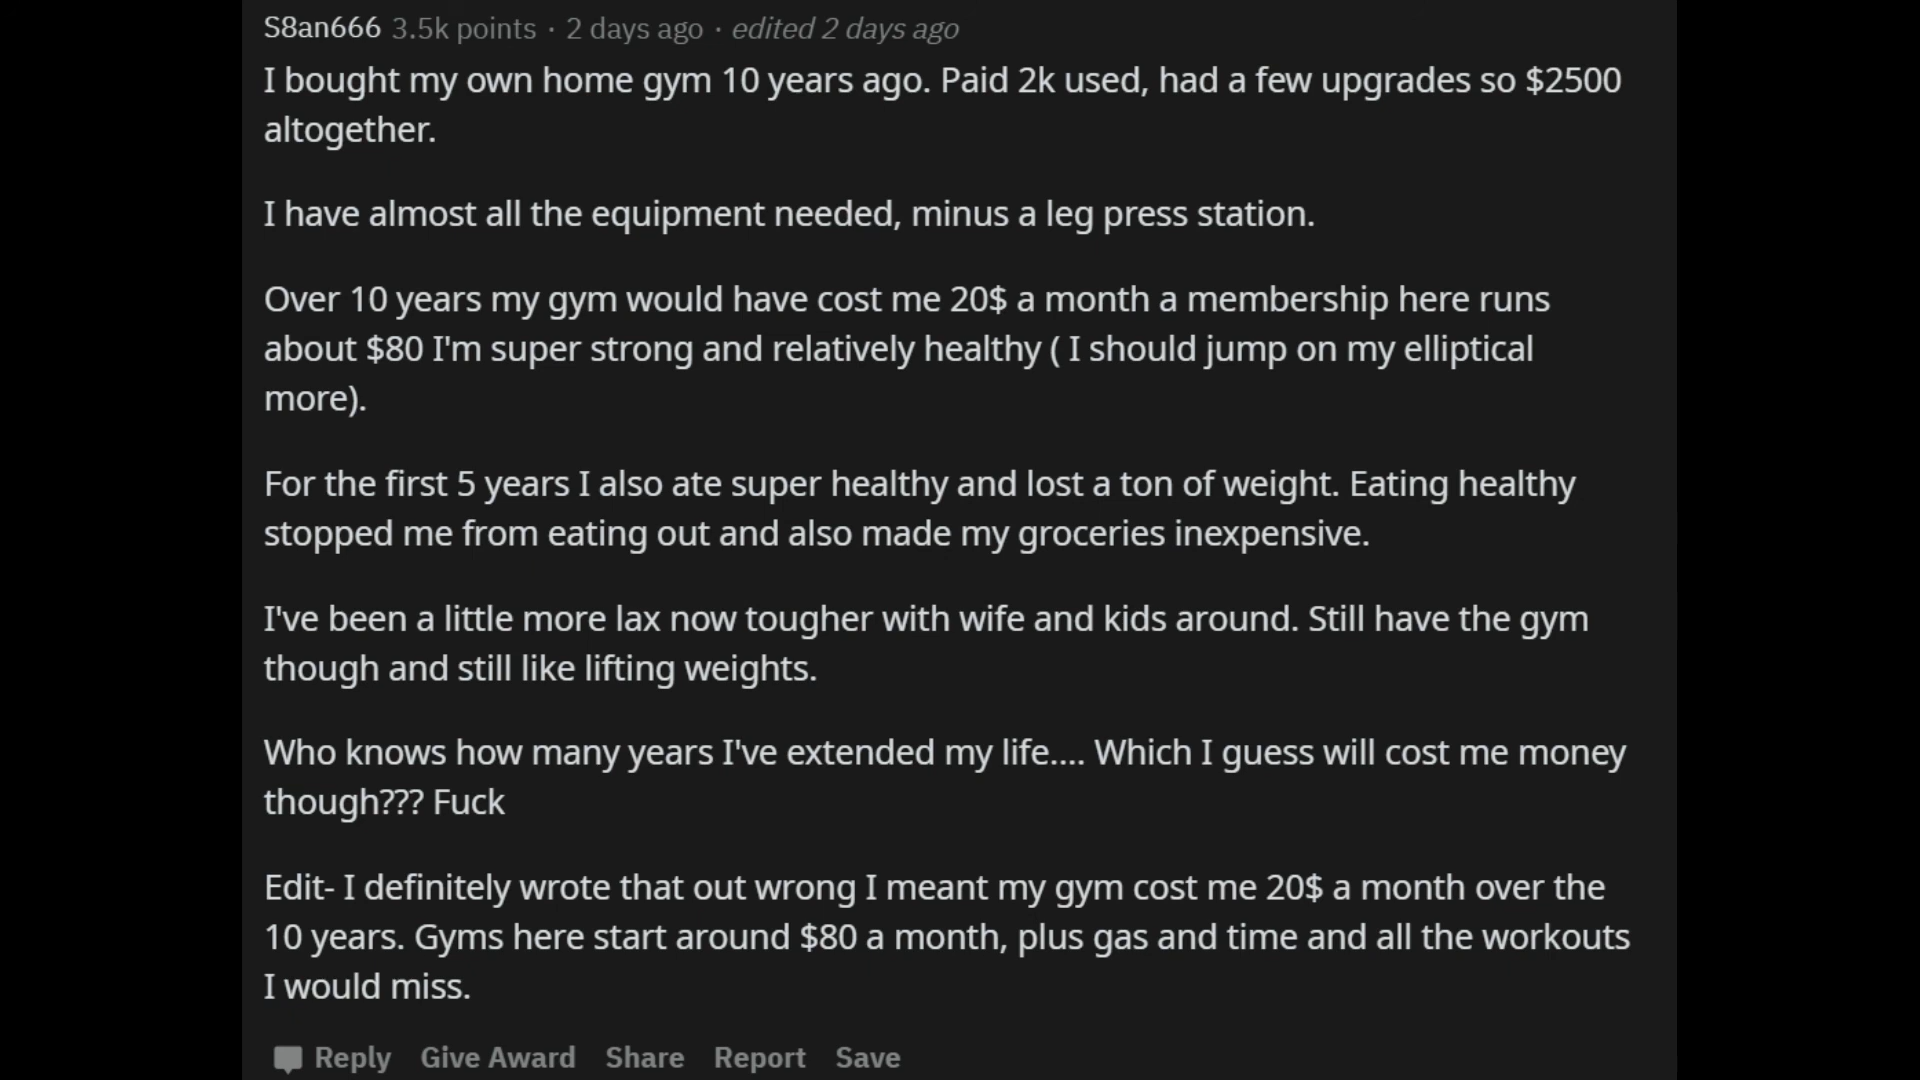 S8an666 3.5k points · 2 days ago · edited 2 days ago
I bought my own home gym 10 years ago. Paid 2k used, had a few upgrades so $2500
altogether.
I have almost all the equipment needed, minus a leg press station.
Over 10 years my gym would have cost me 20$ a month a membership here runs
about $80 I'm super strong and relatively healthy ( I should jump on my elliptical
more).
For the first 5 years I also ate super healthy and lost a ton of weight. Eating healthy
stopped me from eating out and also made my groceries inexpensive.
I've been a little more lax now tougher with wife and kids around. Still have the gym
though and still like lifting weights.
Who knows how many years I've extended my life.... Which I guess will cost me money
though??? Fuck
Edit- I definitely wrote that out wrong I meant my gym cost me 20$ a month over the
10 years. Gyms here start around $80 a month, plus gas and time and all the workouts
I would miss.
Reply Give Award Share Report Save